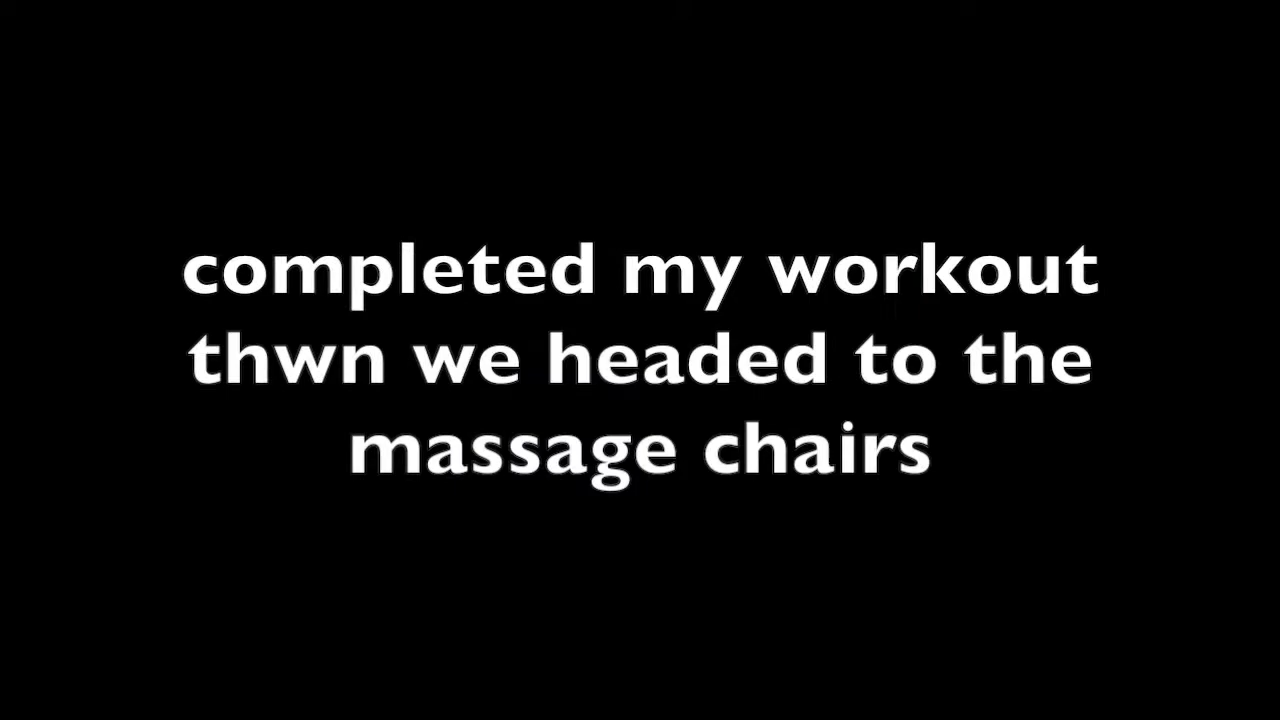 completed my workout
thwn we headed to the
massage chairs